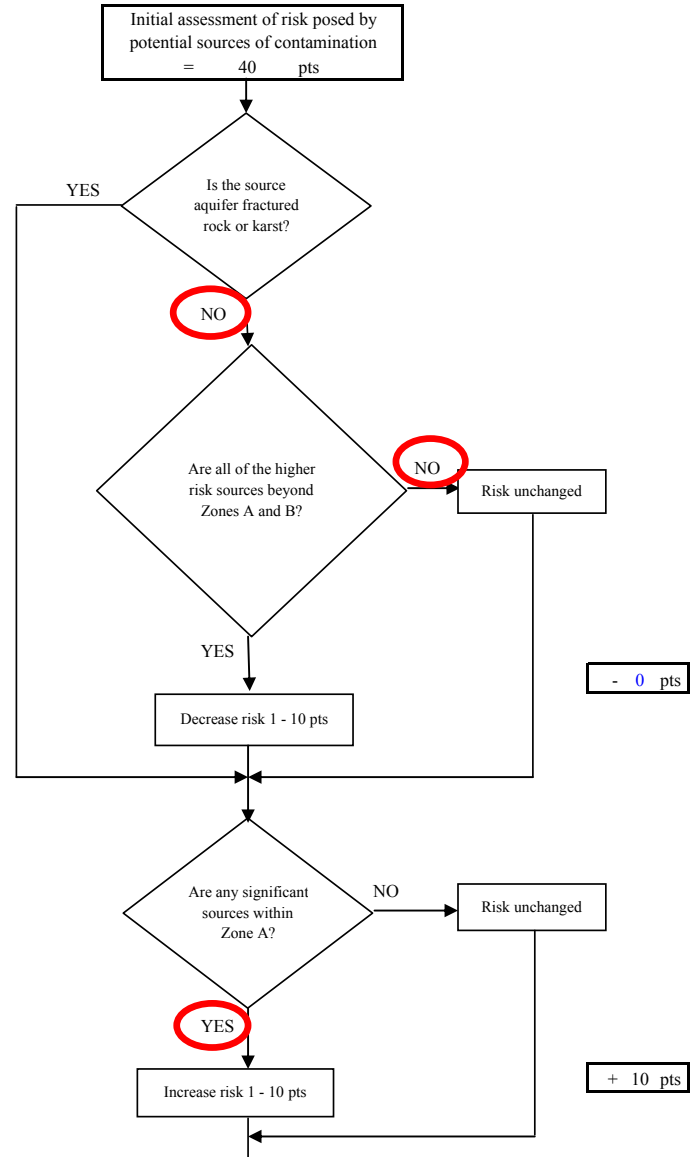 Initial assessment of risk posed by
potential sources of contamination
= 40 pts
YES
Is the source
aquifer fractured
rock or karst?
NO
Are all of the higher
risk sources beyond
Zones A and B?
NO
Risk unchanged
YES
- 0 pts
Decrease risk 1 - 10 pts
Are any significant
sources within
Zone A?
NO
Risk unchanged
YES
+ 10 pts
Increase risk 1 - 10 pts